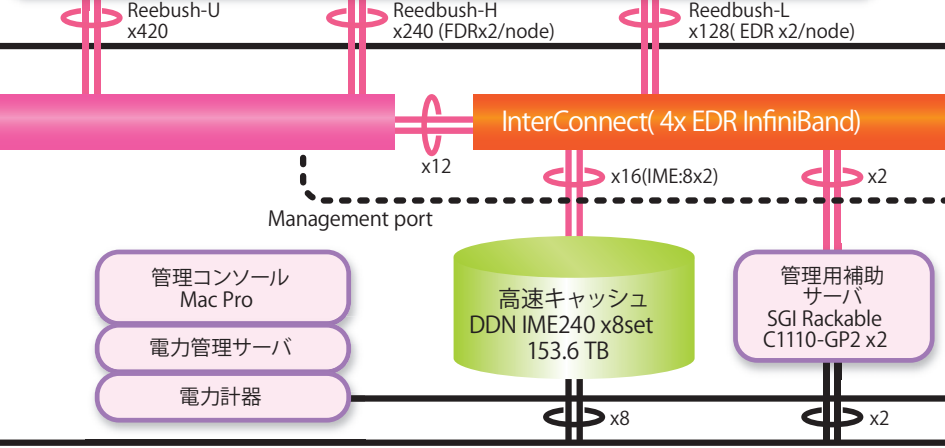 Reebush-U
x420
Reedbush-H
x240 (FDRx2/node)
Reedbush-L
x128( EDR x2/node)
InterConnect( 4x EDR InfiniBand)
x12
x16(IME:8x2)
x2
Management port
管理コンソール
Mac Pro
電力管理サーバ
電力計器
高速キャッシュ
DDN IME240 x8set
153.6 TB
管理用補助
サーバ
SGI Rackable
C1110-GP2 x2
x8
x2